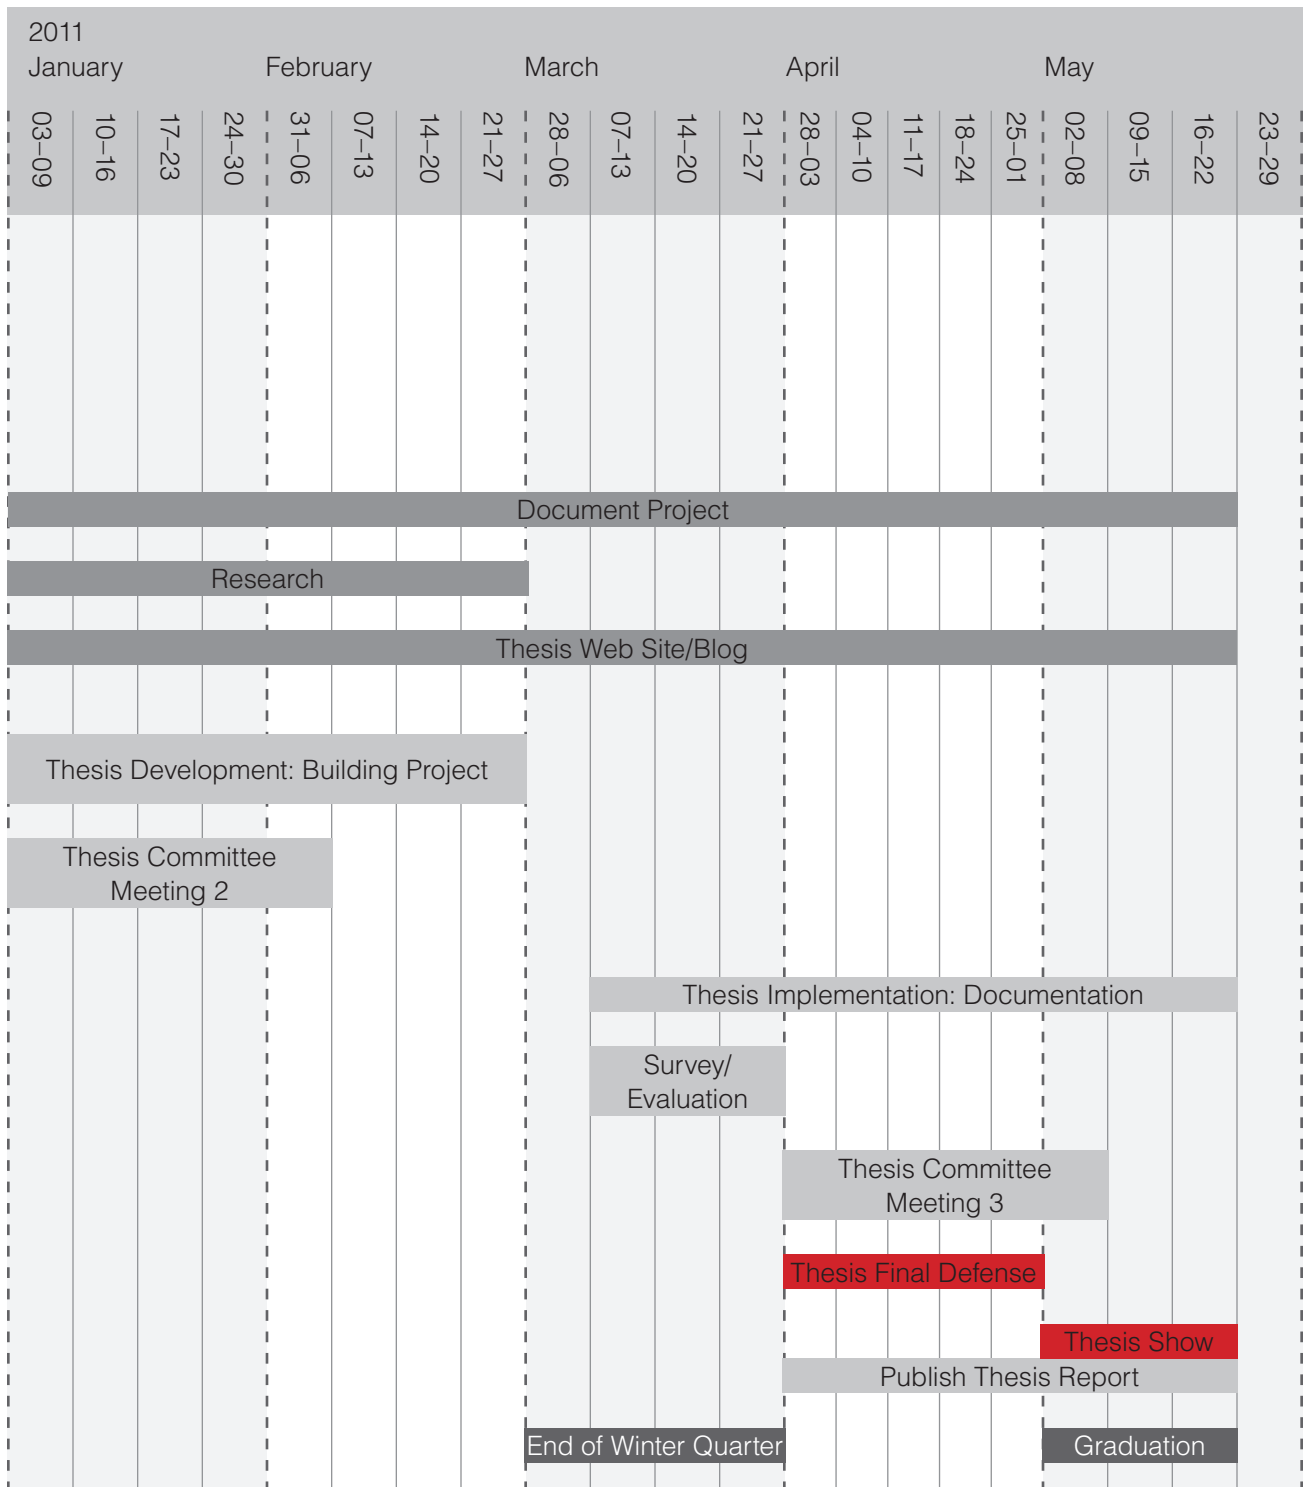 2011
January February March April May
03–09 10–16 17–23 24–30 31–06 07–13 14–20 21–27 28–06 07–13 14–20 21–27 28–03 04–10 11–17 18–24 25–01 02–08 09–15 16–22 23–29
Document Project
Research
Thesis Web Site/Blog
Thesis Development: Building Project
Thesis Committee
Meeting 2
Thesis Implementation: Documentation
Survey/
Evaluation
Thesis Committee
Meeting 3
Thesis Final Defense
Thesis Show
Publish Thesis Report
End of Winter Quarter Graduation